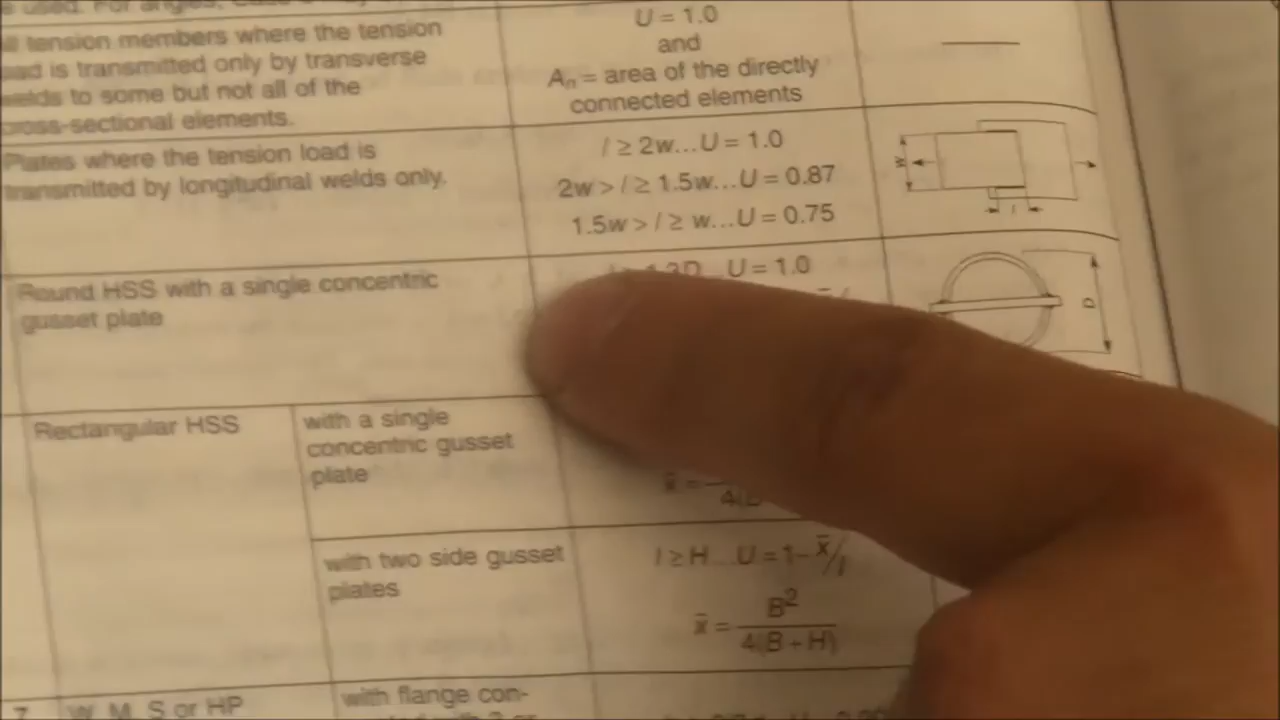 used. For angles,
tension members where the tension
is transmitted only by transverse
welds to some but not all of the
cross-sectional elements.
U = 1.0
and
Aₙ = area of the directly
connected elements
Plates where the tension load is
transmitted by longitudinal welds only.
l ≥ 2w...U = 1.0
2w > l ≥ 1.5w...U = 0.87
1.5w > l ≥ w...U = 0.75
w
l
Round HSS with a single concentric
gusset plate
U = 1.0
D
Rectangular HSS
with a single
concentric gusset
plate
x̄ =
with two side gusset
plates
l ≥ H...U = 1- x̄/l
x̄ = B²
4(B + H)
7
W, M, S or HP
with flange con-